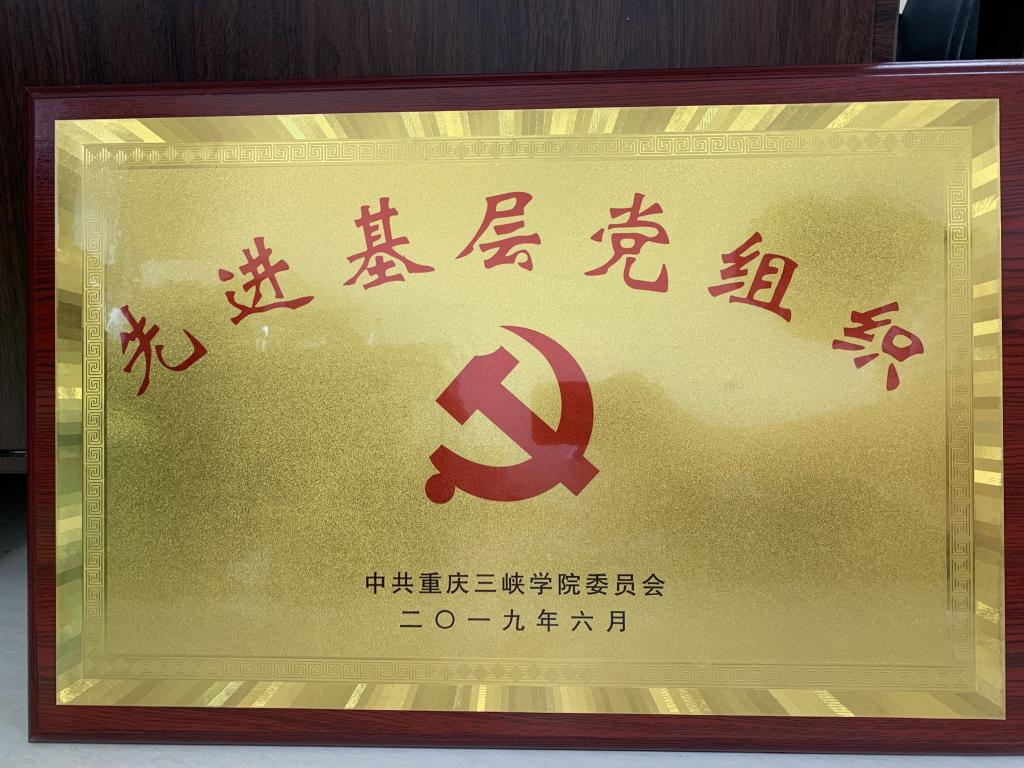 先进基层党组织
中共重庆三峡学院委员会
二〇一九年六月